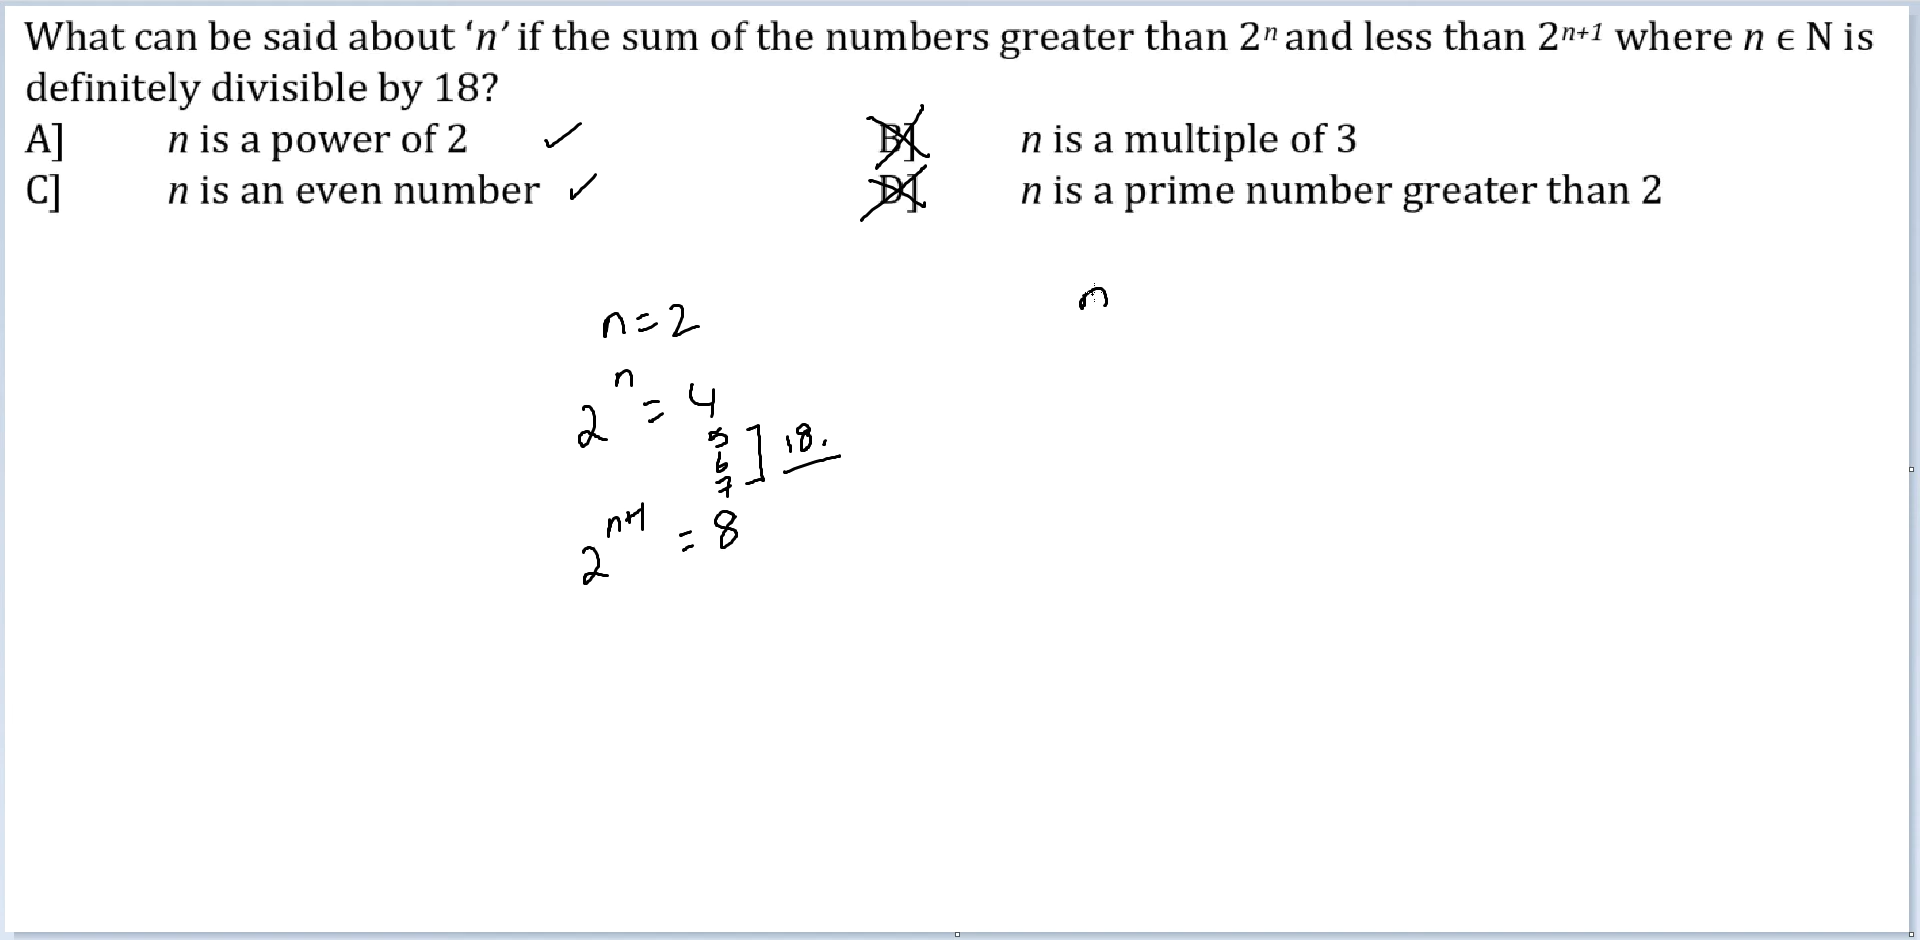 What can be said about ‘n’ if the sum of the numbers greater than 2ⁿ and less than 2ⁿ⁺¹ where n ϵ N is
definitely divisible by 18?
A] n is a power of 2 ✓ B] n is a multiple of 3
C] n is an even number ✓ D] n is a prime number greater than 2
n
n=2
2ⁿ = 4
5
6 ] 18.
7
2ⁿ⁺¹ = 8